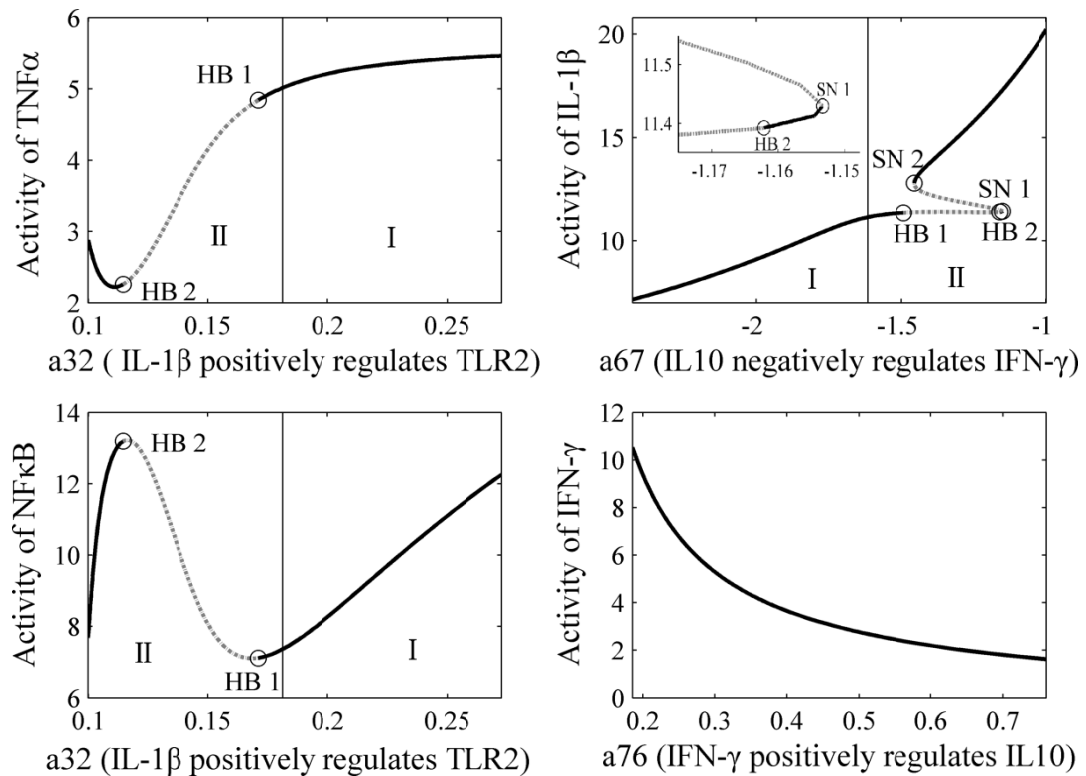 Activity of TNFα
6
5
4
3
2
HB 1
HB 2
II
I
0.1
0.15
0.2
0.25
a32 ( IL-1β positively regulates TLR2)
Activity of IL-1β
20
15
10
11.5
11.4
SN 1
HB 2
-1.17
-1.16
-1.15
SN 2
SN 1
HB 1
HB 2
I
II
-2
-1.5
-1
a67 (IL10 negatively regulates IFN-γ)
Activity of NFκB
14
12
10
8
6
HB 2
HB 1
II
I
0.1
0.15
0.2
0.25
a32 (IL-1β positively regulates TLR2)
Activity of IFN-γ
12
10
8
6
4
2
0
0.2
0.3
0.4
0.5
0.6
0.7
a76 (IFN-γ positively regulates IL10)